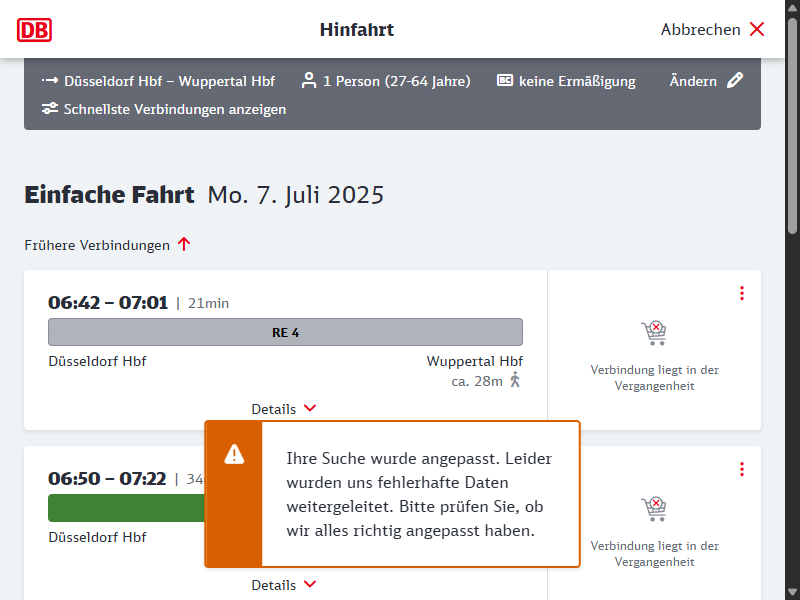 DB
Hinfahrt
Abbrechen
Düsseldorf Hbf – Wuppertal Hbf
1 Person (27-64 Jahre)
BC keine Ermäßigung
Ändern
Schnellste Verbindungen anzeigen
Einfache Fahrt Mo. 7. Juli 2025
Frühere Verbindungen
06:42 – 07:01 | 21min
RE 4
Düsseldorf Hbf
Wuppertal Hbf
ca. 28m
Details
Verbindung liegt in der
Vergangenheit
06:50 – 07:22 | 34
Düsseldorf Hbf
Details
Verbindung liegt in der
Vergangenheit
Ihre Suche wurde angepasst. Leider
wurden uns fehlerhafte Daten
weitergeleitet. Bitte prüfen Sie, ob
wir alles richtig angepasst haben.